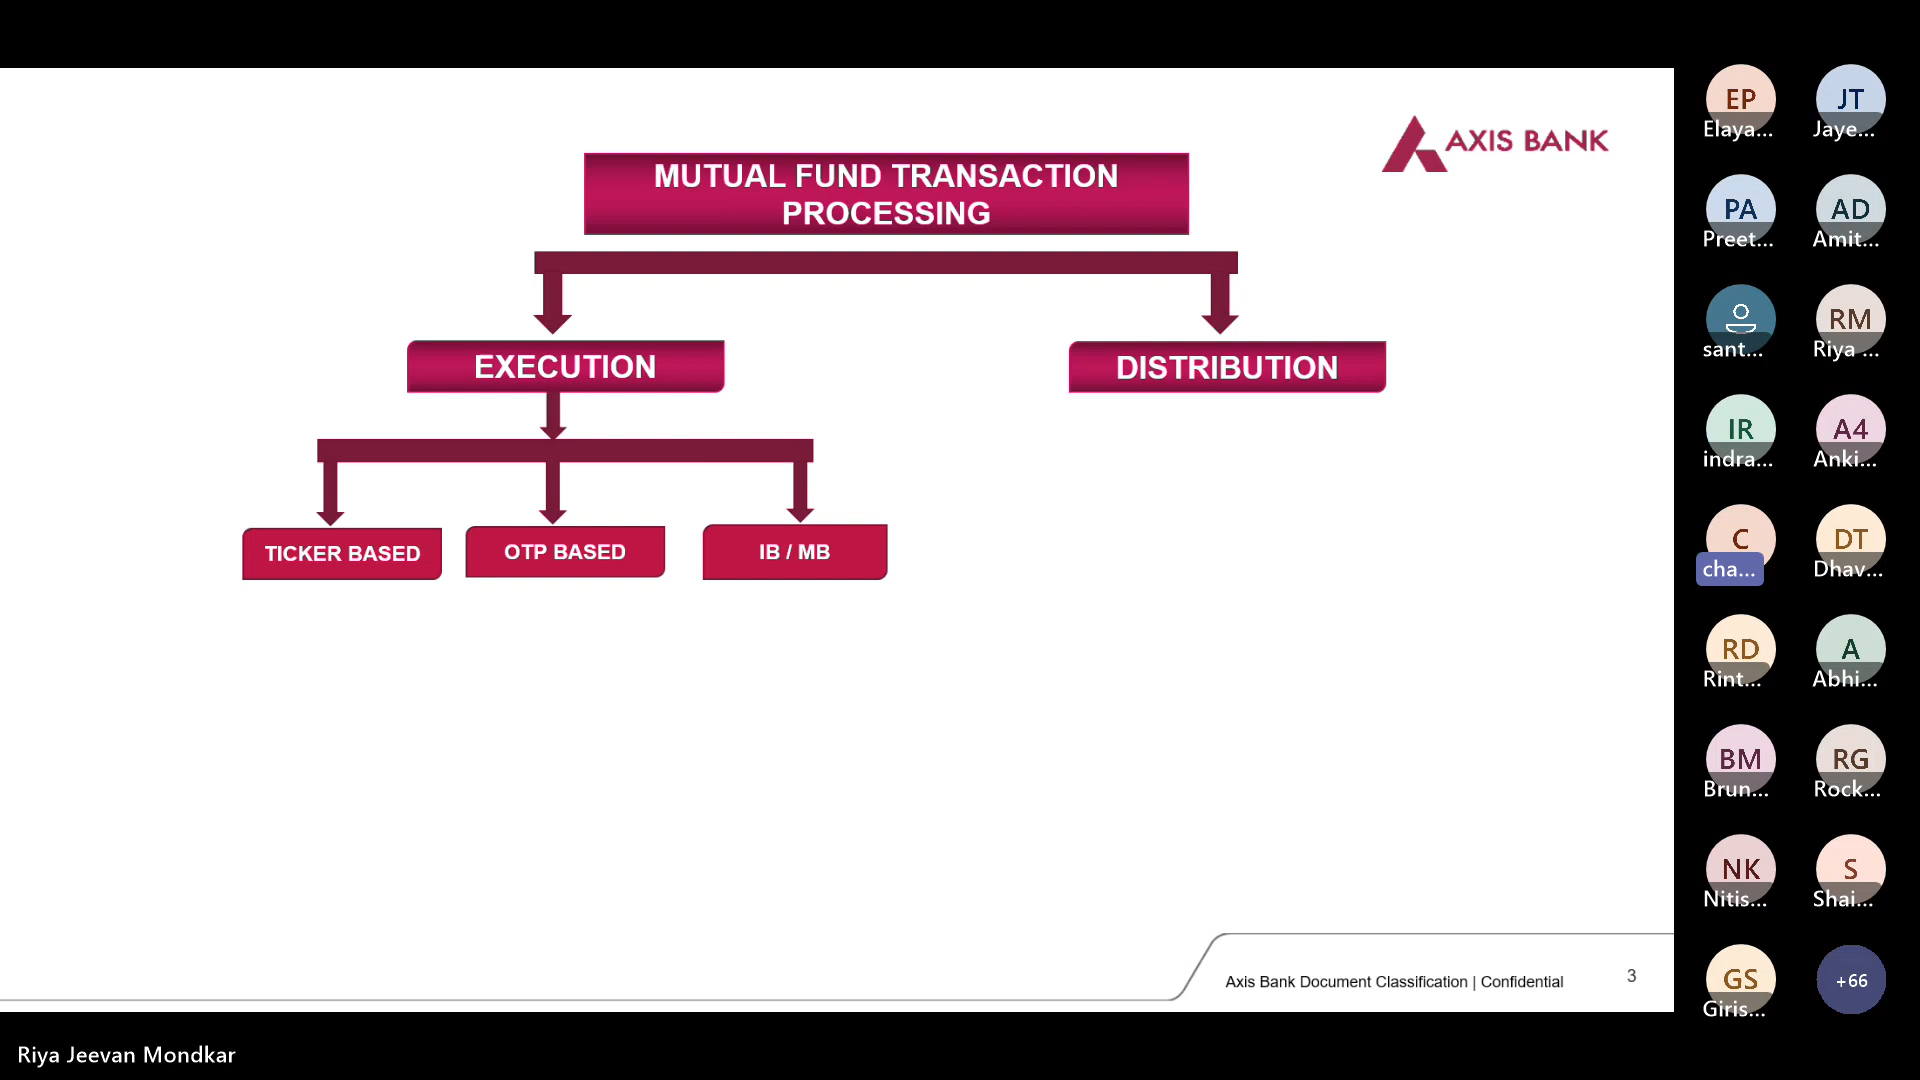 AXIS BANK
MUTUAL FUND TRANSACTION
PROCESSING
EXECUTION
DISTRIBUTION
TICKER BASED
OTP BASED
IB / MB
Axis Bank Document Classification | Confidential
3
Riya Jeevan Mondkar
EP
Elaya...
JT
Jaye...
PA
Preet...
AD
Amit...
sant...
RM
Riya ...
IR
indra...
A4
Anki...
C
cha...
DT
Dhav...
RD
Rint...
A
Abhi...
BM
Brun...
RG
Rock...
NK
Nitis...
S
Shai...
GS
Giris...
+66